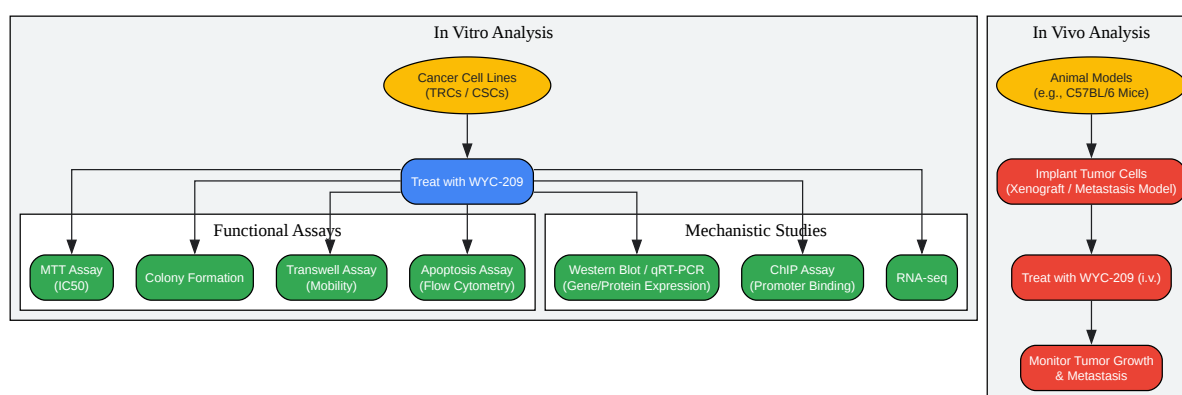 In Vitro Analysis
Cancer Cell Lines
(TRCs / CSCs)
Treat with WYC-209
Functional Assays
MTT Assay
(IC50)
Colony Formation
Transwell Assay
(Mobility)
Apoptosis Assay
(Flow Cytometry)
Mechanistic Studies
Western Blot / qRT-PCR
(Gene/Protein Expression)
ChIP Assay
(Promoter Binding)
RNA-seq
In Vivo Analysis
Animal Models
(e.g., C57BL/6 Mice)
Implant Tumor Cells
(Xenograft / Metastasis Model)
Treat with WYC-209 (i.v.)
Monitor Tumor Growth
& Metastasis